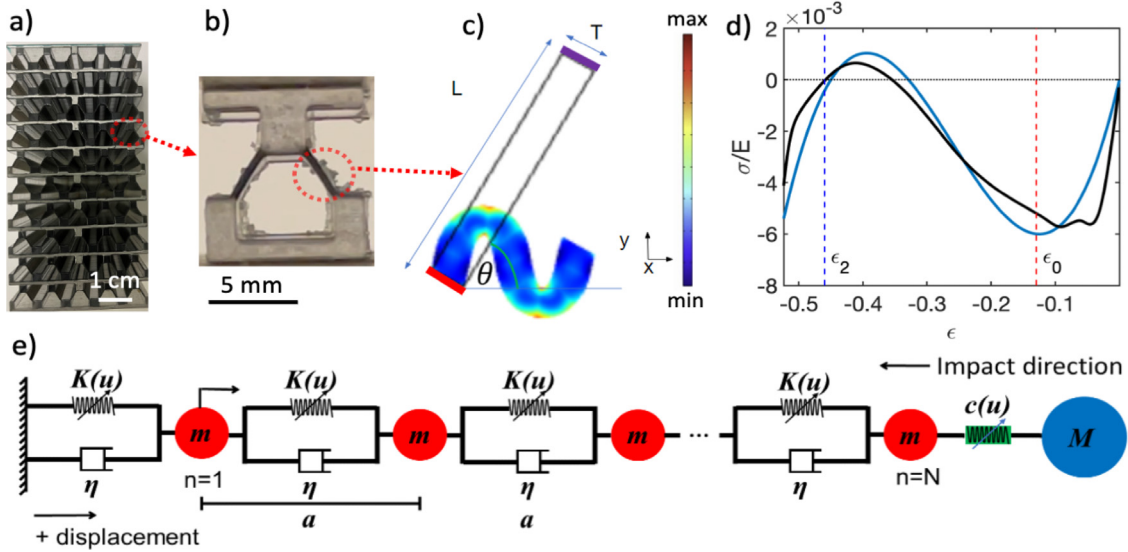 a)
1 cm
b)
5 mm
c)
L
T
θ
y
x
max
min
d)
×10⁻³
2
0
-2
-4
-6
-8
σ/E
ϵ₂
ϵ₀
-0.5 -0.4 -0.3 -0.2 -0.1
ϵ
e)
Impact direction
K(u) K(u) K(u) K(u) c(u)
m m m ... m M
η η η η
n=1 n=N
a a
+ displacement